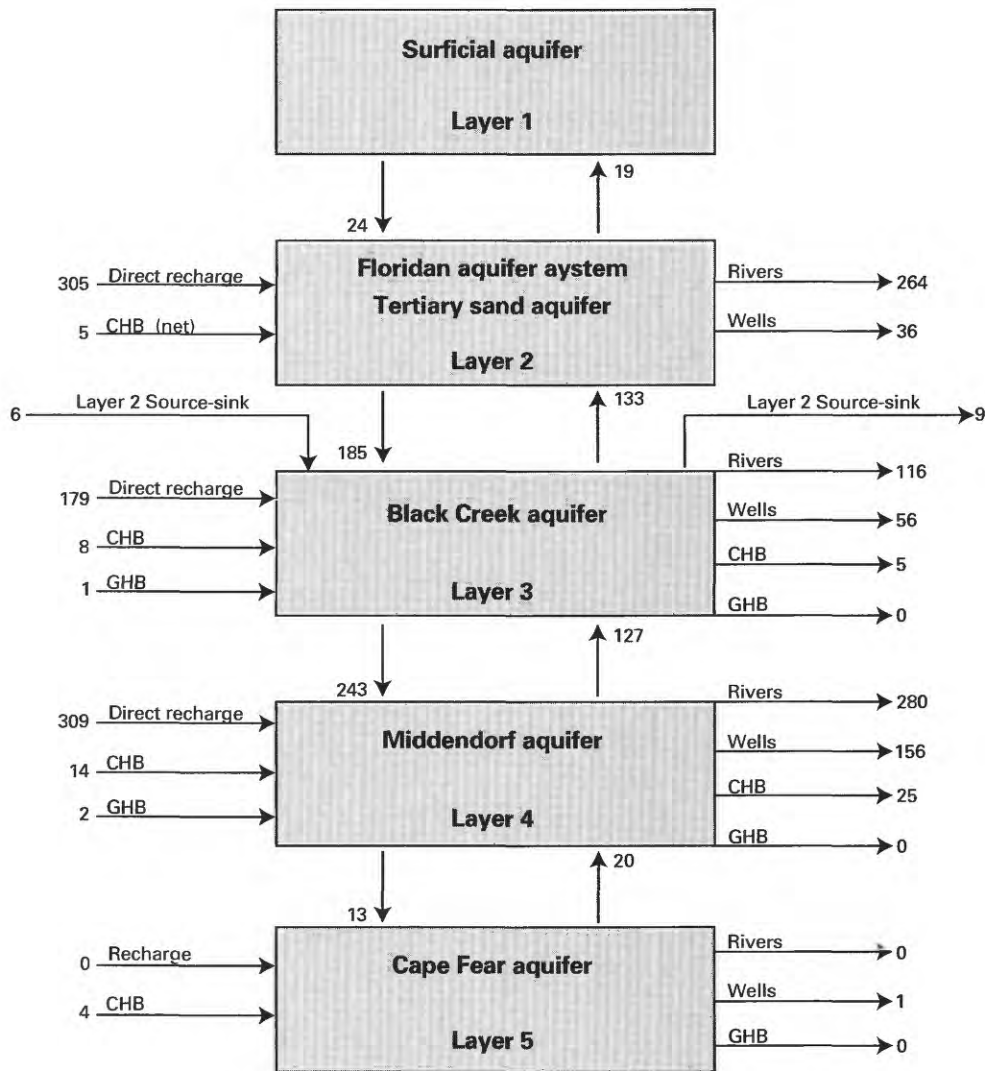 Surficial aquifer
Layer 1
24
19
Floridan aquifer aystem
Tertiary sand aquifer
Layer 2
305 Direct recharge
5 CHB (net)
Rivers 264
Wells 36
185
133
6 Layer 2 Source-sink
Layer 2 Source-sink 9
Black Creek aquifer
Layer 3
179 Direct recharge
8 CHB
1 GHB
Rivers 116
Wells 56
CHB 5
GHB 0
243
127
Middendorf aquifer
Layer 4
309 Direct recharge
14 CHB
2 GHB
Rivers 280
Wells 156
CHB 25
GHB 0
13
20
Cape Fear aquifer
Layer 5
0 Recharge
4 CHB
Rivers 0
Wells 1
GHB 0